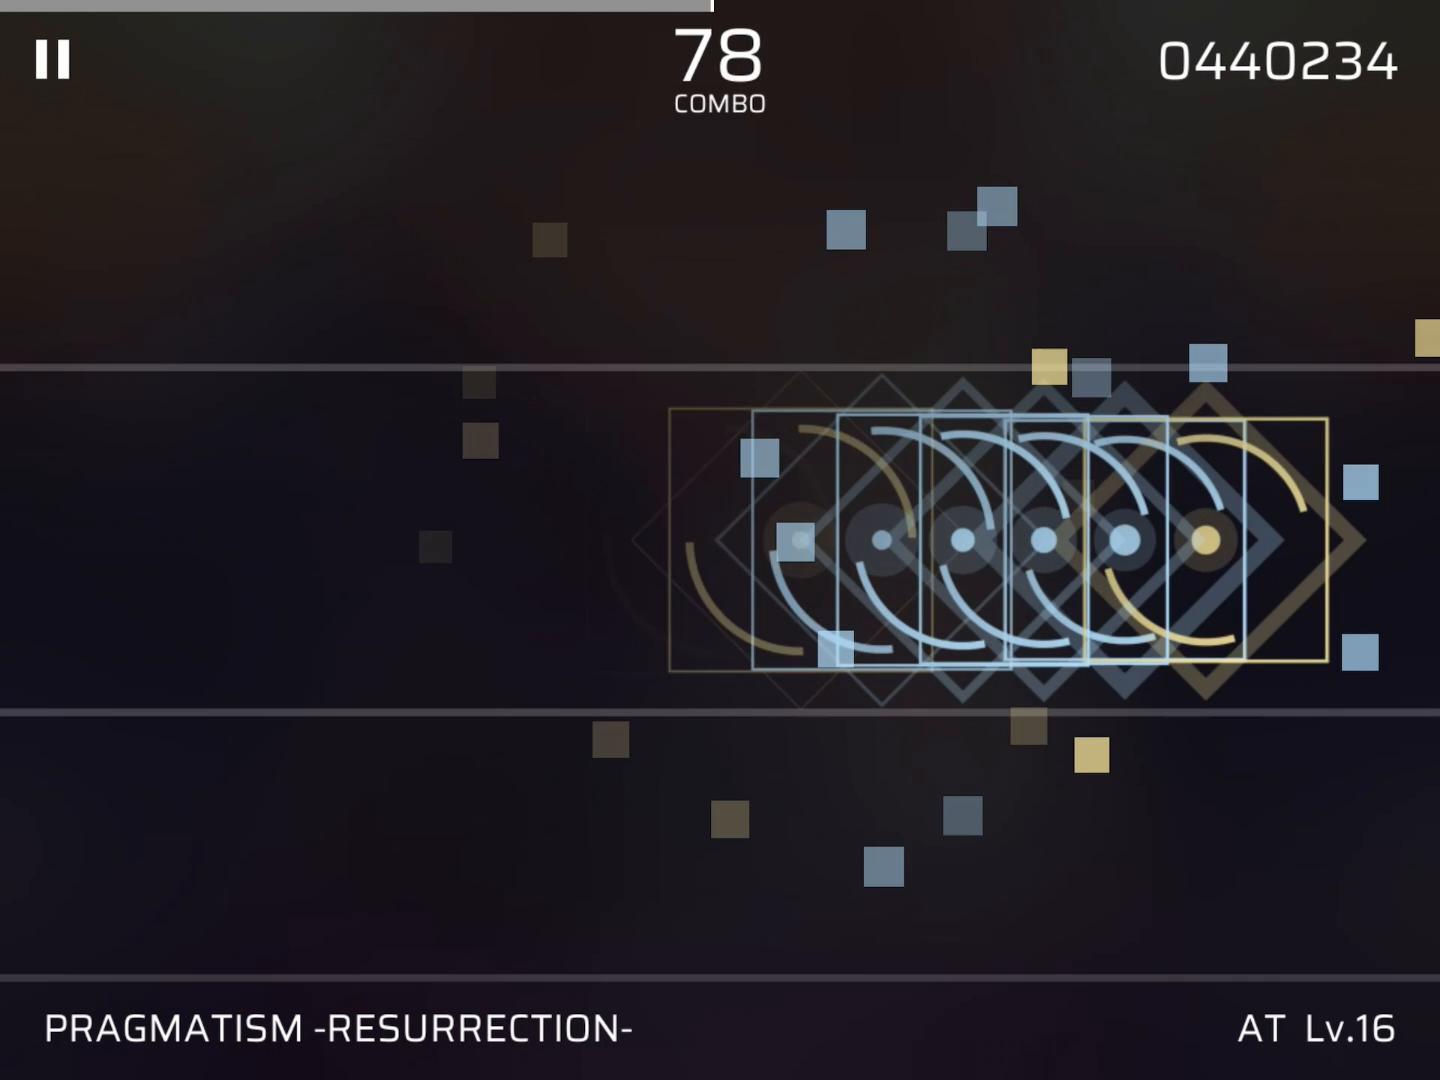 78
COMBO
0440234
PRAGMATISM -RESURRECTION-
AT Lv.16